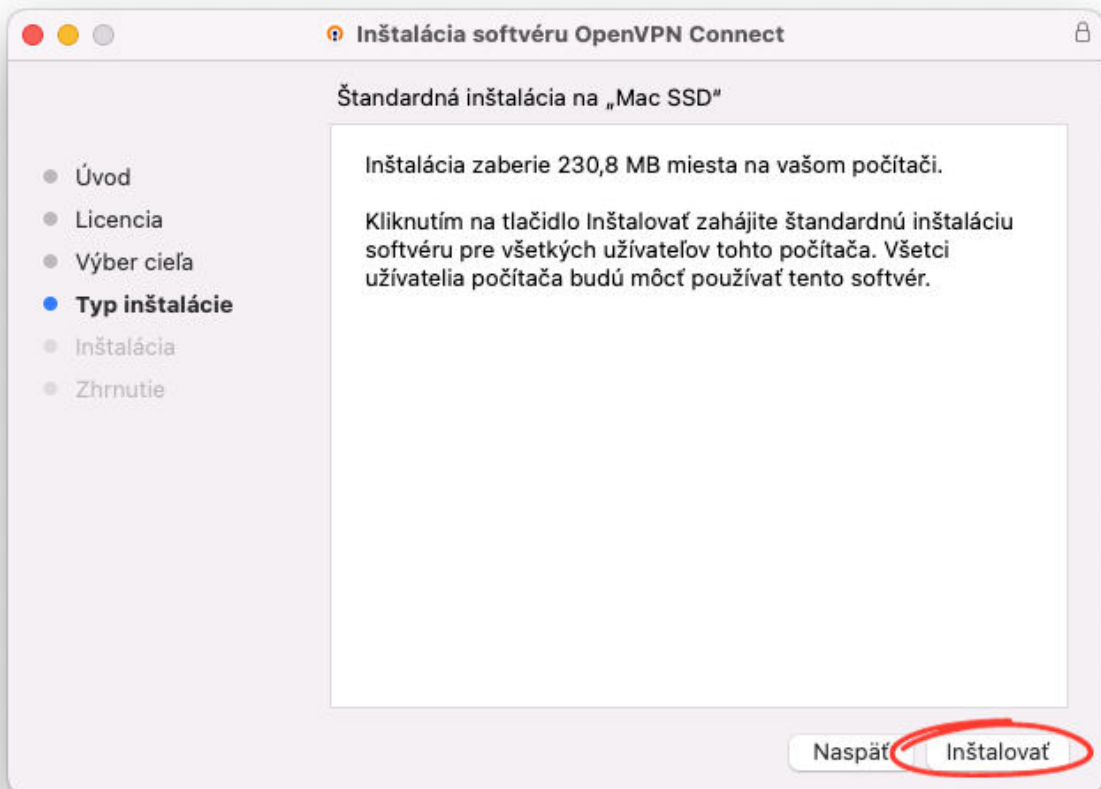 Inštalácia softvéru OpenVPN Connect
Štandardná inštalácia na „Mac SSD“
Úvod
Licencia
Výber cieľa
Typ inštalácie
Inštalácia
Zhrnutie
Inštalácia zaberie 230,8 MB miesta na vašom počítači.
Kliknutím na tlačidlo Inštalovať zahájite štandardnú inštaláciu
softvéru pre všetkých užívateľov tohto počítača. Všetci
užívatelia počítača budú môcť používať tento softvér.
Naspäť
Inštalovať